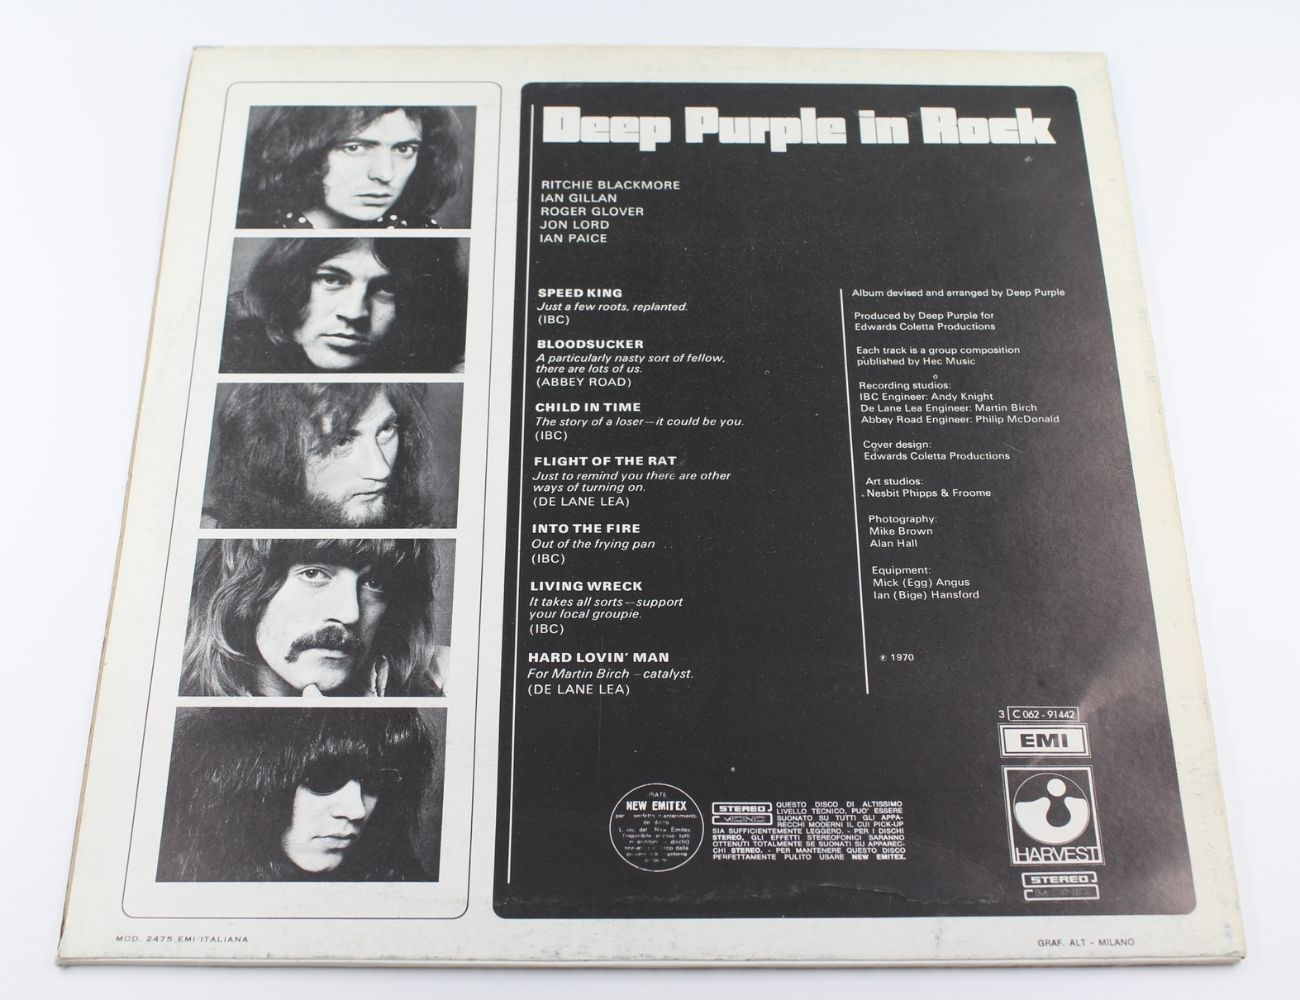 Deep Purple in Rock
RITCHIE BLACKMORE
IAN GILLAN
ROGER GLOVER
JON LORD
IAN PAICE
SPEED KING
Just a few roots, replanted.
(IBC)
BLOODSUCKER
A particularly nasty sort of fellow,
there are lots of us.
(ABBEY ROAD)
CHILD IN TIME
The story of a loser—it could be you.
(IBC)
FLIGHT OF THE RAT
Just to remind you there are other
ways of turning on.
(DE LANE LEA)
INTO THE FIRE
Out of the frying pan . .
(IBC)
LIVING WRECK
It takes all sorts—support
your local groupie.
(IBC)
HARD LOVIN' MAN
For Martin Birch—catalyst.
(DE LANE LEA)
Album devised and arranged by Deep Purple
Produced by Deep Purple for
Edwards Coletta Productions
Each track is a group composition
published by Hec Music
Recording studios:
IBC Engineer: Andy Knight
De Lane Lea Engineer: Martin Birch
Abbey Road Engineer: Philip McDonald
Cover design:
Edwards Coletta Productions
Art studios:
Nesbit Phipps & Froome
Photography:
Mike Brown
Alan Hall
Equipment:
Mick (Egg) Angus
Ian (Bige) Hansford
℗ 1970
3 C 062 - 91442
EMI
HARVEST
STEREO
MONO
USATE
NEW EMITEX
STEREO
MONO
QUESTO DISCO DI ALTISSIMO
LIVELLO TECNICO, PUO' ESSERE
SUONATO SU TUTTI GLI APPA-
RECCHI MODERNI IL CUI PICK-UP
SIA SUFFICIENTEMENTE LEGGERO. - PER I DISCHI
STEREO, GLI EFFETTI STEREOFONICI SARANNO
OTTENUTI TOTALMENTE SE SUONATI SU APPAREC-
CHI STEREO. - PER MANTENERE QUESTO DISCO
PERFETTAMENTE PULITO USARE NEW EMITEX.
MOD. 2475 EMI ITALIANA
GRAF. ALT - MILANO